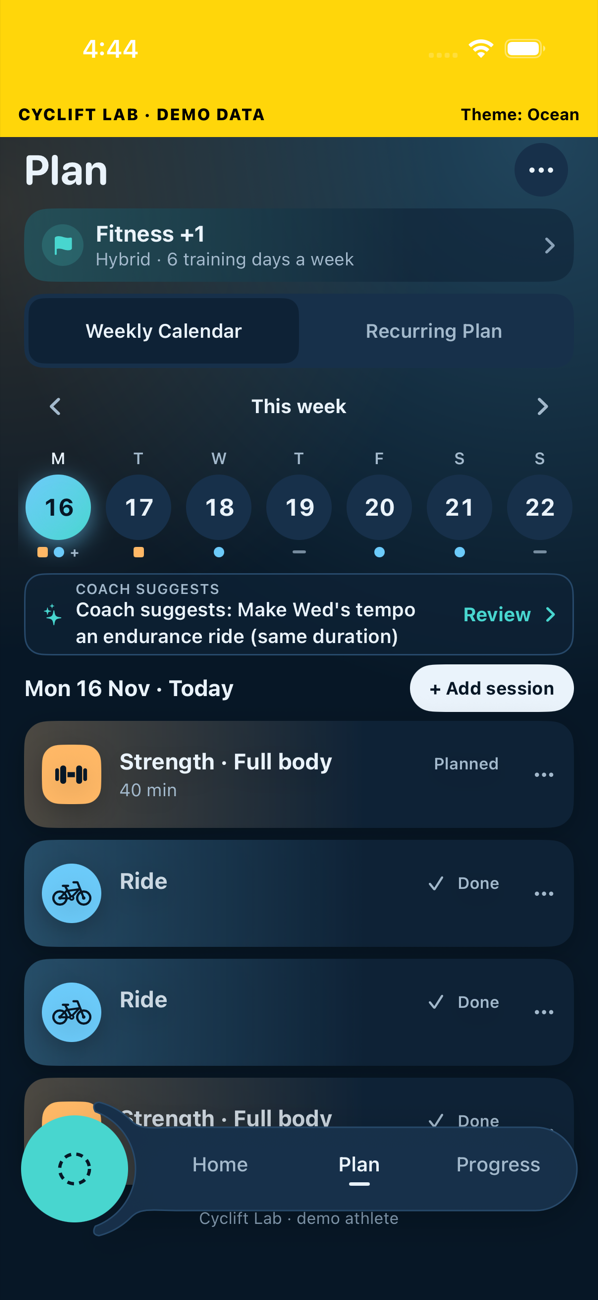 4:44
CYCLIFT LAB · DEMO DATA
Theme: Ocean
Plan
Fitness +1
Hybrid · 6 training days a week
Weekly Calendar
Recurring Plan
This week
M T W T F S S
16 17 18 19 20 21 22
+
COACH SUGGESTS
Coach suggests: Make Wed's tempo
an endurance ride (same duration)
Review
Mon 16 Nov · Today
+ Add session
Strength · Full body
Planned
40 min
Ride
Done
Ride
Done
Strength · Full body
Done
Home
Plan
Progress
Cyclift Lab · demo athlete